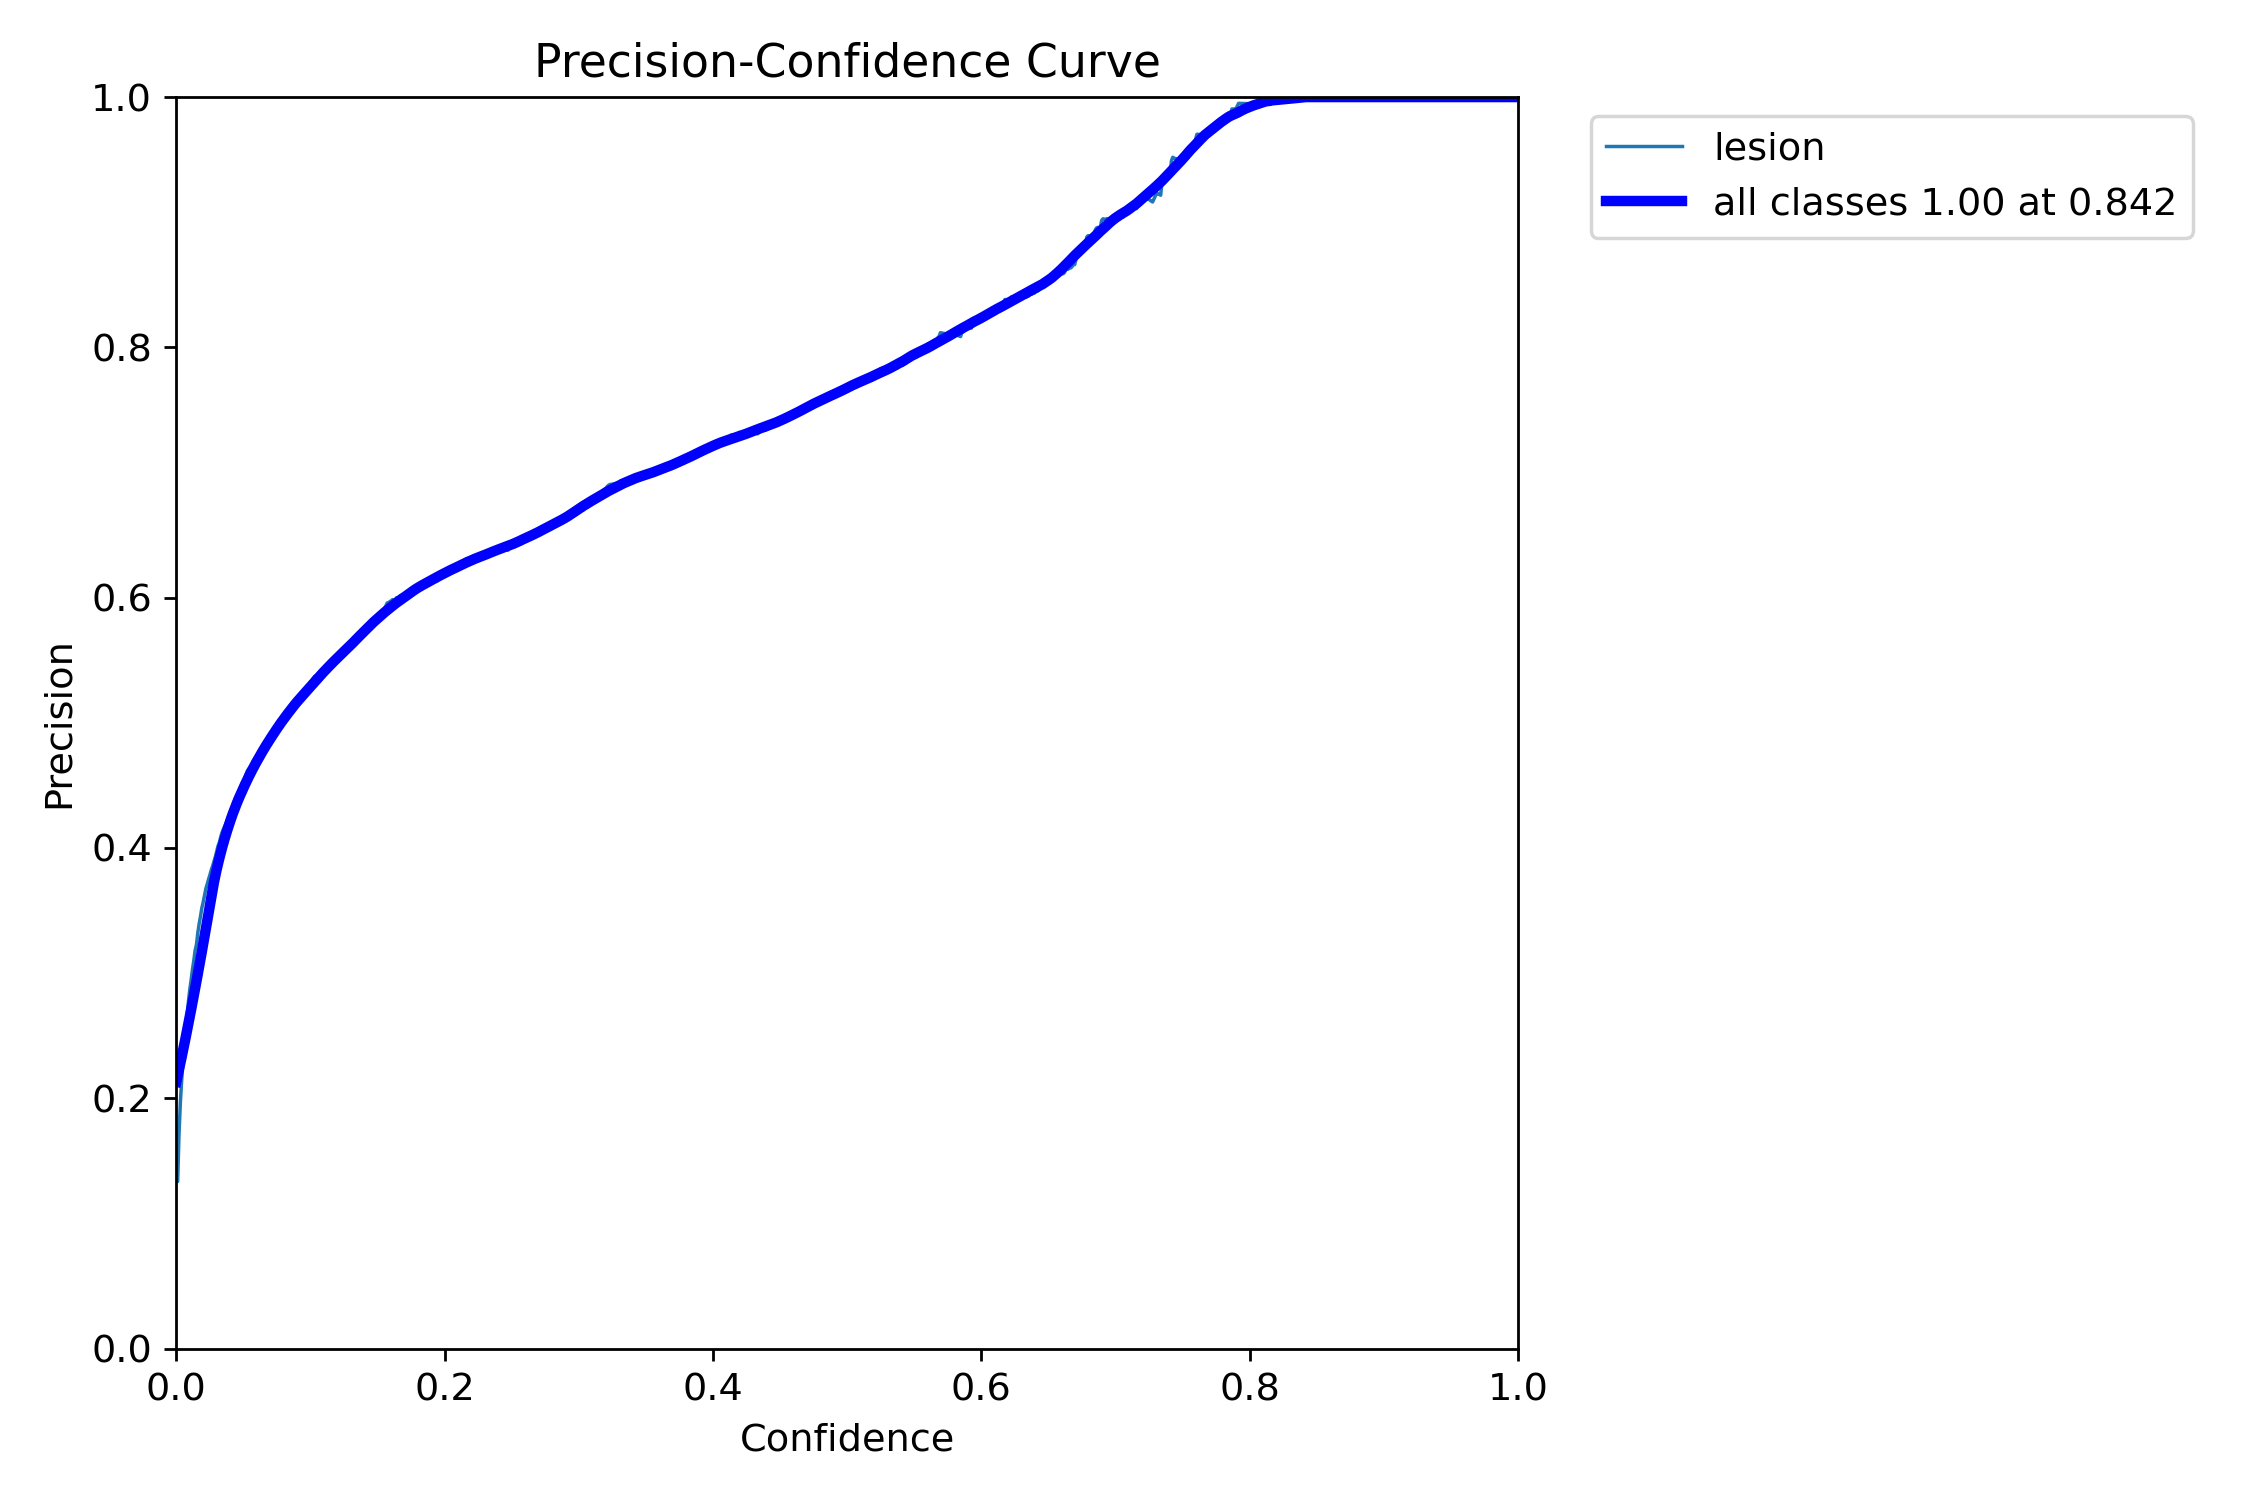 Precision-Confidence Curve
1.0
0.8
0.6
0.4
0.2
0.0
Precision
0.0 0.2 0.4 0.6 0.8 1.0
Confidence
lesion
all classes 1.00 at 0.842